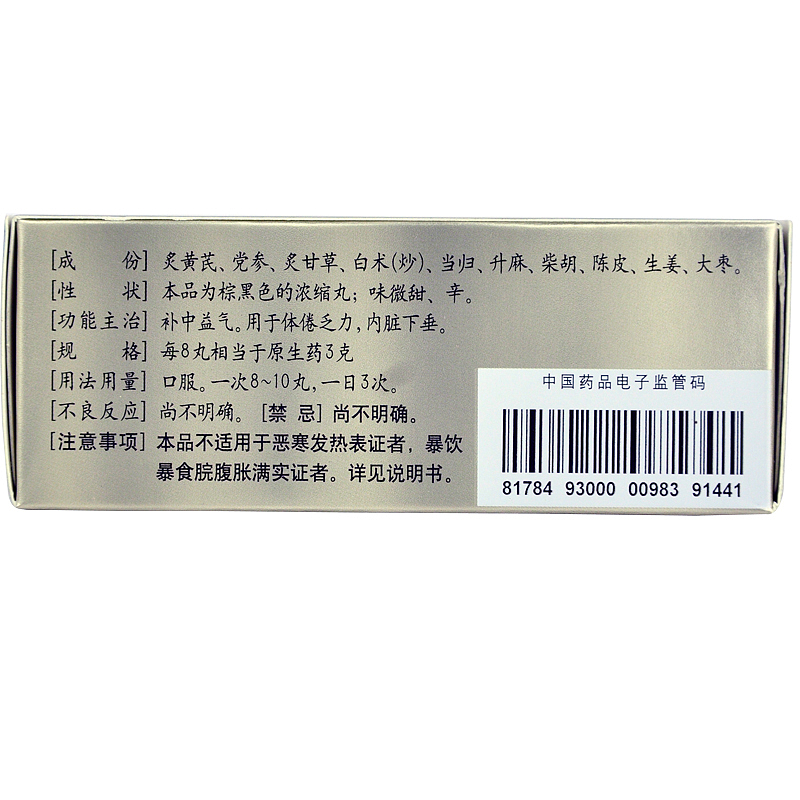 [成 份] 炙黄芪、党参、炙甘草、白术(炒)、当归、升麻、柴胡、陈皮、生姜、大枣。
[性 状] 本品为棕黑色的浓缩丸；味微甜、辛。
[功能主治] 补中益气。用于体倦乏力，内脏下垂。
[规 格] 每8丸相当于原生药3克
[用法用量] 口服。一次8~10丸，一日3次。
[不良反应] 尚不明确。 [禁 忌] 尚不明确。
[注意事项] 本品不适用于恶寒发热表证者，暴饮
暴食脘腹胀满实证者。详见说明书。
中国药品电子监管码
81784 93000 00983 91441